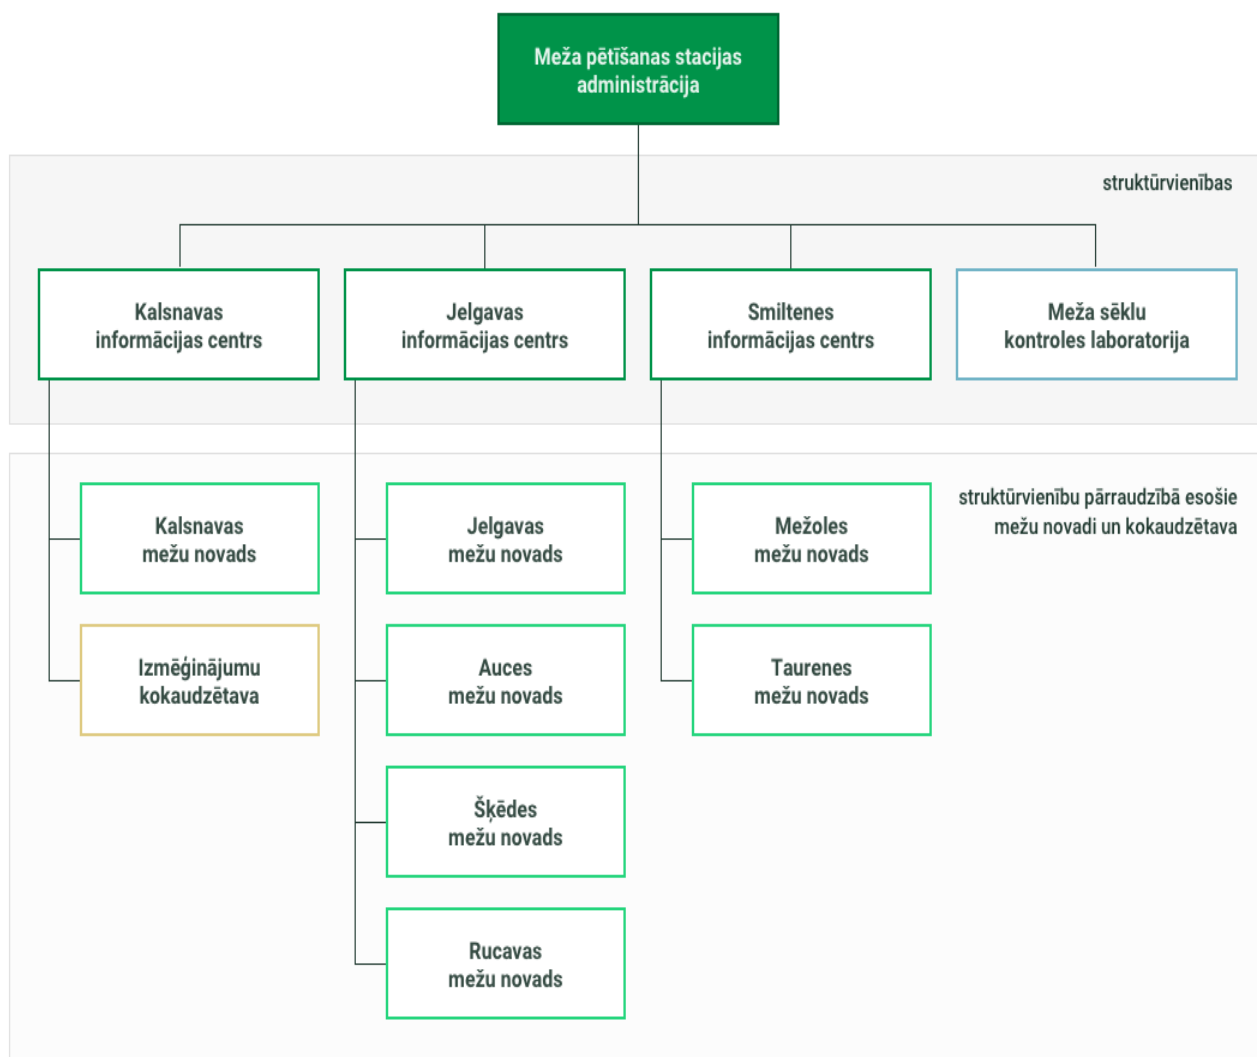 Meža pētīšanas stacijas
administrācija
struktūrvienības
Kalsnavas
informācijas centrs
Jelgavas
informācijas centrs
Smiltenes
informācijas centrs
Meža sēklu
kontroles laboratorija
struktūrvienību pārraudzībā esošie
mežu novadi un kokaudzētava
Kalsnavas
mežu novads
Jelgavas
mežu novads
Mežoles
mežu novads
Izmēģinājumu
kokaudzētava
Auces
mežu novads
Taurenes
mežu novads
Šķēdes
mežu novads
Rucavas
mežu novads